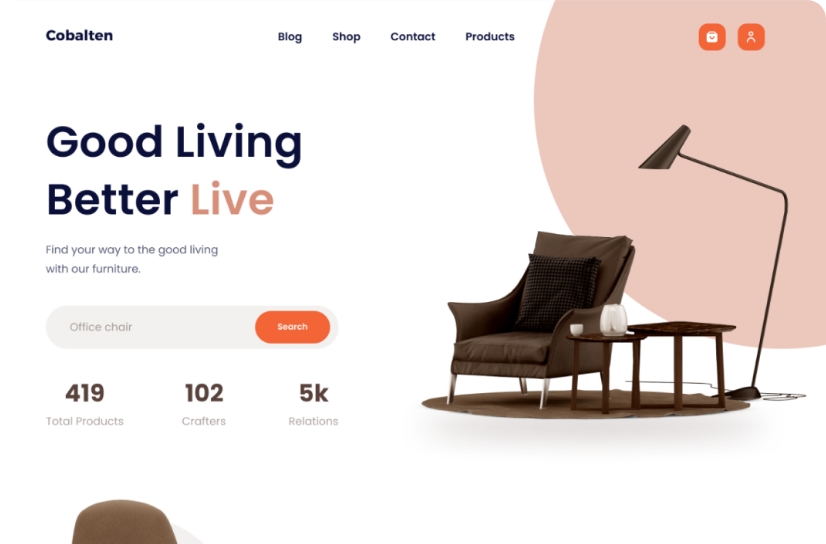 Cobalten
Blog Shop Contact Products
Good Living
Better Live
Find your way to the good living
with our furniture.
Office chair
Search
419 102 5k
Total Products Crafters Relations